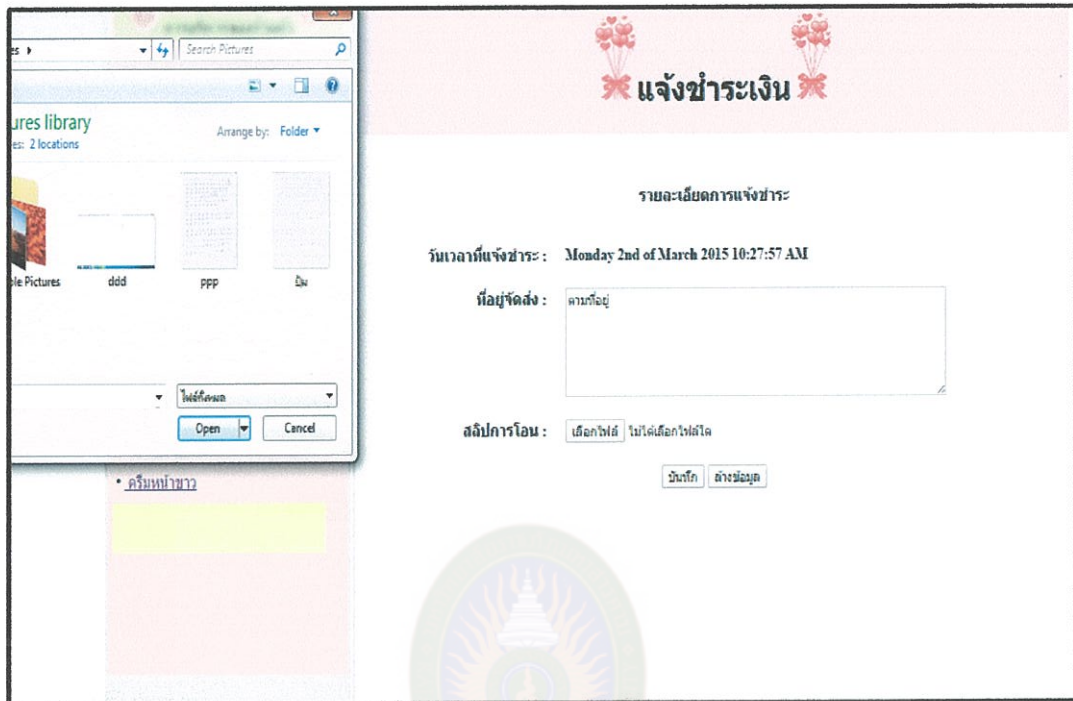 Search Pictures
ures library
es: 2 locations
Arrange by: Folder
le Pictures
ddd
ppp
ปุ้ม
ไฟล์ทั้งหมด
Open
Cancel
ครีมหน้าขาว
แจ้งชำระเงิน
รายละเอียดการแจ้งชำระ
วันเวลาที่แจ้งชำระ : Monday 2nd of March 2015 10:27:57 AM
ที่อยู่จัดส่ง : ตามที่อยู่
สลิปการโอน : เลือกไฟล์ ไม่ได้เลือกไฟล์ใด
บันทึก ล้างข้อมูล